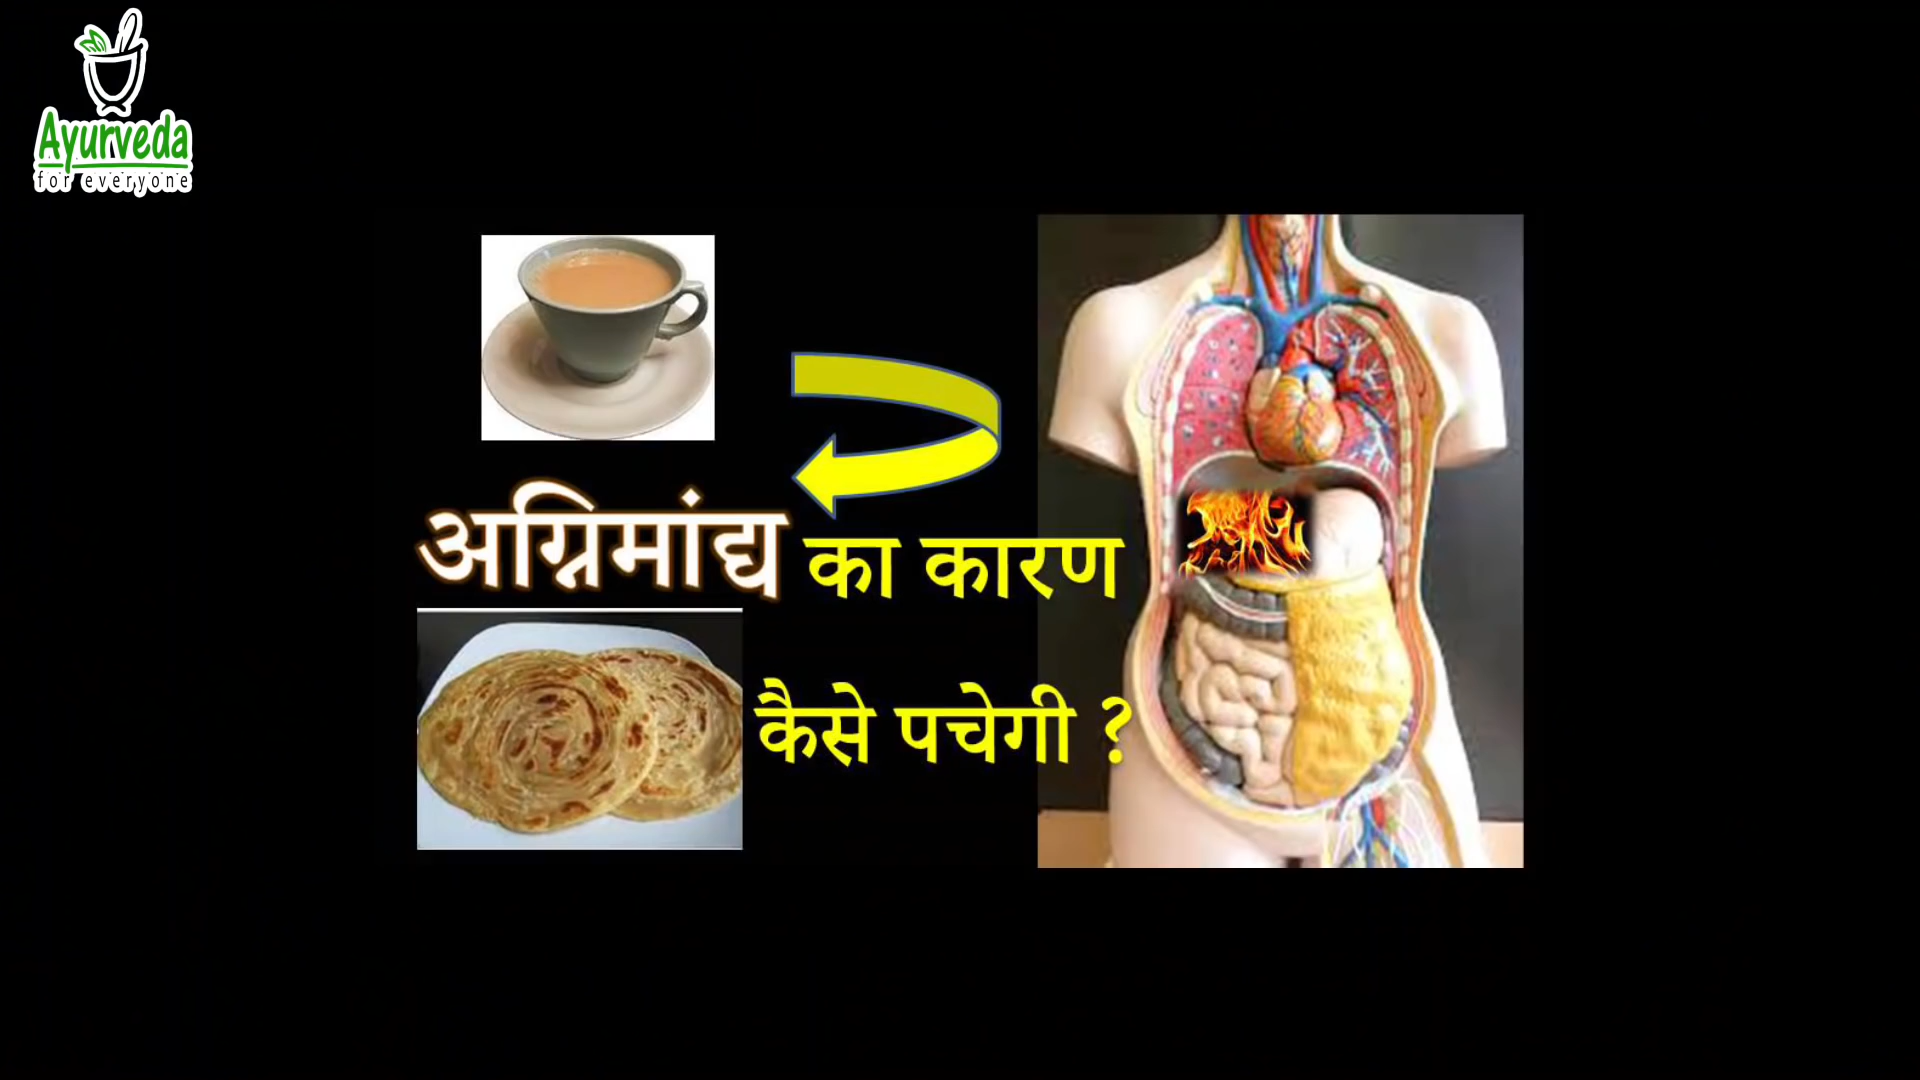 Ayurveda
for everyone
अग्निमांद्य का कारण
कैसे पचेगी ?